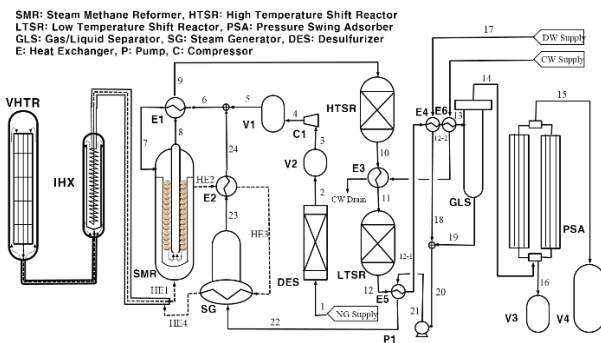 SMR: Steam Methane Reformer, HTSR: High Temperature Shift Reactor
LTSR: Low Temperature Shift Reactor, PSA: Pressure Swing Adsorber
GLS: Gas/Liquid Separator, SG: Steam Generator, DES: Desulfurizer
E: Heat Exchanger, P: Pump, C: Compressor
17
DW Supply
CW Supply
9
14
15
VHTR
E1
6
5
4
V1
C1
3
HTSR
E4
E6
13
12-2
7
8
24
V2
10
IHX
HE2
E2
E3
11
CW Drain
GLS
2
23
18
HE3
19
PSA
12-1
SMR
DES
LTSR
12
E5
HE1
SG
16
HE4
1
NG Supply
21
20
22
P1
V3
V4